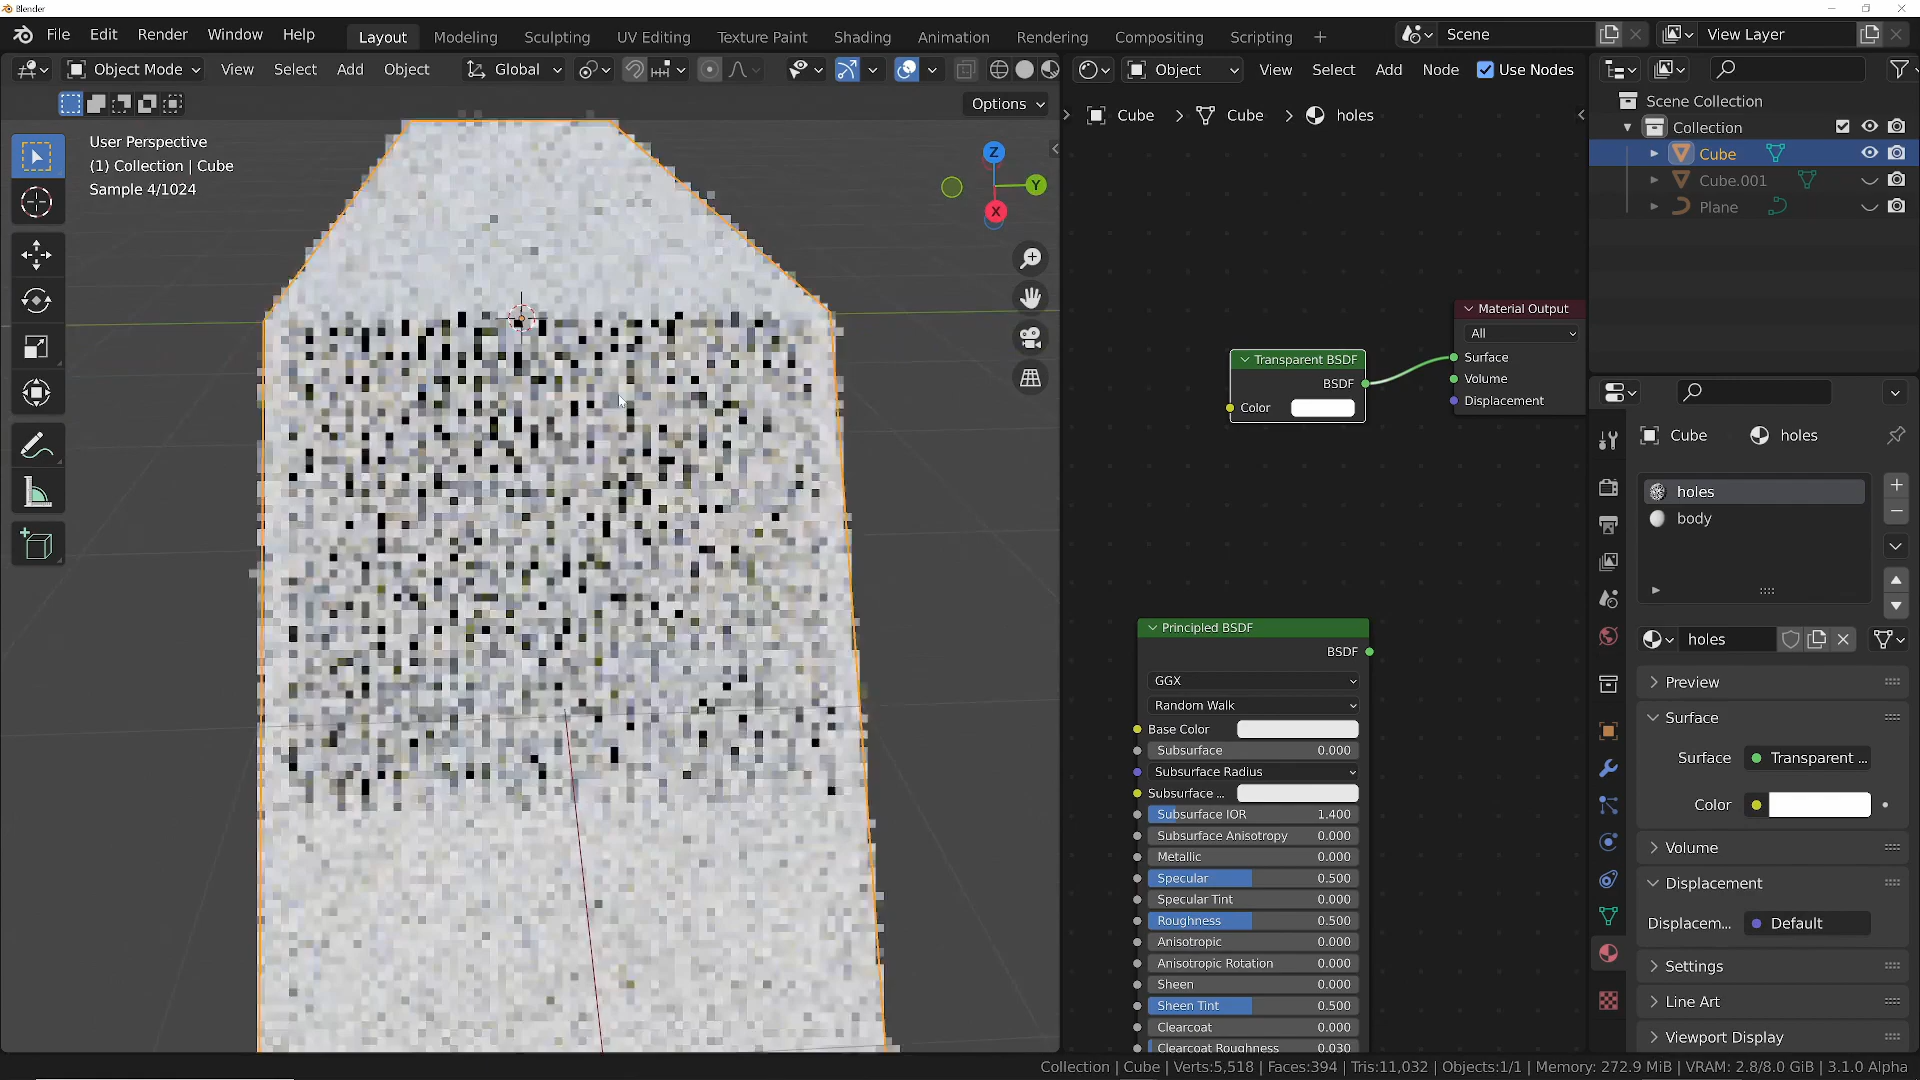 Blender
File Edit Render Window Help
Layout Modeling Sculpting UV Editing Texture Paint Shading Animation Rendering Compositing Scripting +
Scene
View Layer
Object Mode View Select Add Object Global
Object View Select Add Node Use Nodes
Options
User Perspective
(1) Collection | Cube
Sample 4/1024
Z
Y
X
Cube > Cube > holes
Transparent BSDF
BSDF
Color
Material Output
All
Surface
Volume
Displacement
Principled BSDF
BSDF
GGX
Random Walk
Base Color
Subsurface 0.000
Subsurface Radius
Subsurface ...
Subsurface IOR 1.400
Subsurface Anisotropy 0.000
Metallic 0.000
Specular 0.500
Specular Tint 0.000
Roughness 0.500
Anisotropic 0.000
Anisotropic Rotation 0.000
Sheen 0.000
Sheen Tint 0.500
Clearcoat 0.000
Clearcoat Roughness 0.030
Scene Collection
Collection
Cube
Cube.001
Plane
Cube holes
holes
body
holes
Preview
Surface
Surface Transparent ...
Color
Volume
Displacement
Displacem... Default
Settings
Line Art
Viewport Display
Collection | Cube | Verts:5,518 | Faces:394 | Tris:11,032 | Objects:1/1 | Memory: 272.9 MiB | VRAM: 2.8/8.0 GiB | 3.1.0 Alpha